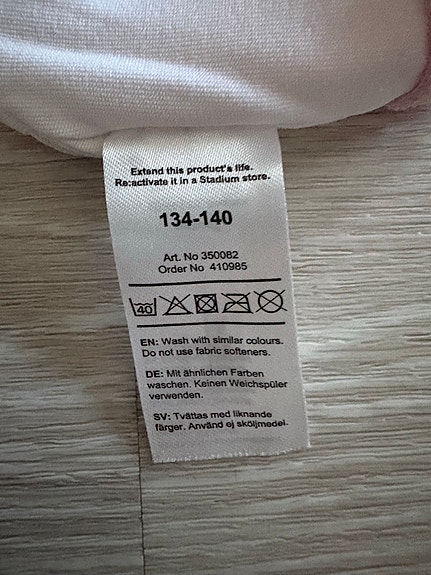 Extend this product's life.
Re:activate it in a Stadium store.
134-140
Art. No 350082
Order No 410985
40
EN: Wash with similar colours.
Do not use fabric softeners.
DE: Mit ähnlichen Farben
waschen. Keinen Weichspüler
verwenden.
SV: Tvättas med liknande
färger. Använd ej sköljmedel.